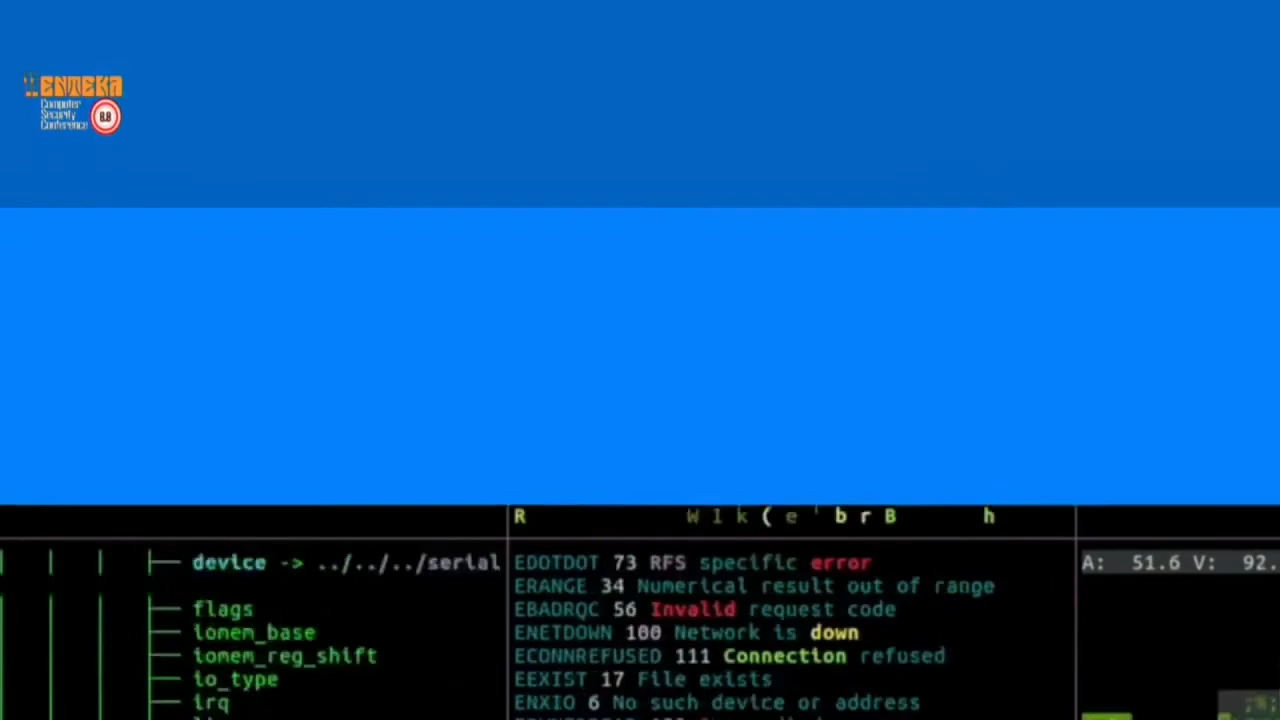 ENTEKA
Computer
Security
Conference
8.8
R W l k ( e ' b r B h
device -> ../../../serial
flags
iomem_base
iomem_reg_shift
io_type
irq
EDOTDOT 73 RFS specific error
ERANGE 34 Numerical result out of range
EBADRQC 56 Invalid request code
ENETDOWN 100 Network is down
ECONNREFUSED 111 Connection refused
EEXIST 17 File exists
ENXIO 6 No such device or address
A: 51.6 V: 92.